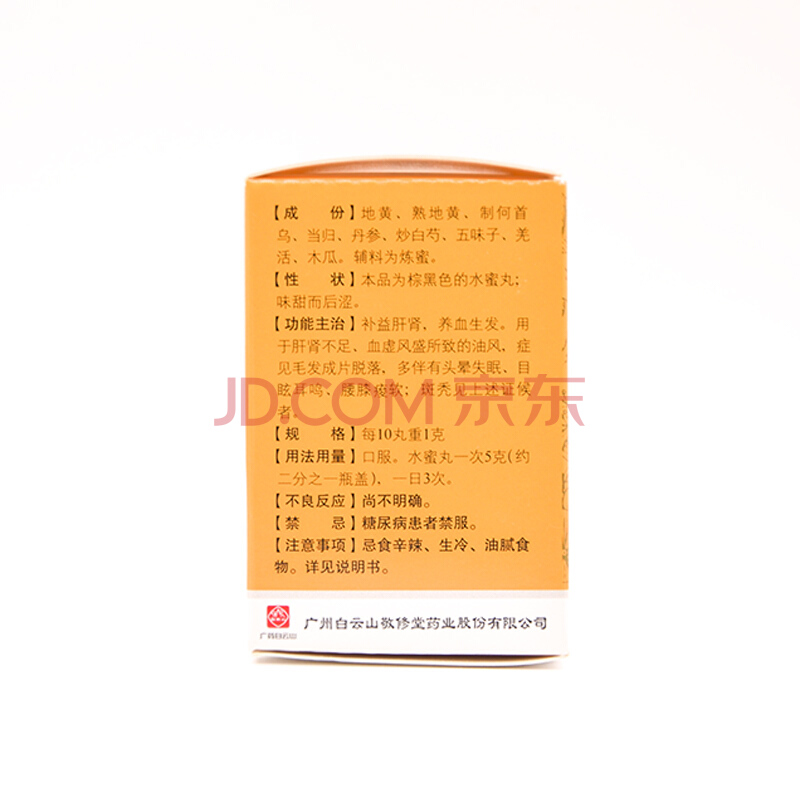 【成　份】地黄、熟地黄、制何首
乌、当归、丹参、炒白芍、五味子、羌
活、木瓜。辅料为炼蜜。
【性　状】本品为棕黑色的水蜜丸；
味甜而后涩。
【功能主治】补益肝肾，养血生发。用
于肝肾不足、血虚风盛所致的油风，症
见毛发成片脱落、多伴有头晕失眠、目
眩耳鸣、腰膝痠软；斑秃见上述证候
者。
JD.COM 京东
【规　格】每10丸重1克
【用法用量】口服。水蜜丸一次5克(约
二分之一瓶盖)，一日3次。
【不良反应】尚不明确。
【禁　忌】糖尿病患者禁服。
【注意事项】忌食辛辣、生冷、油腻食
物。详见说明书。
广州白云山敬修堂药业股份有限公司
广药白云山